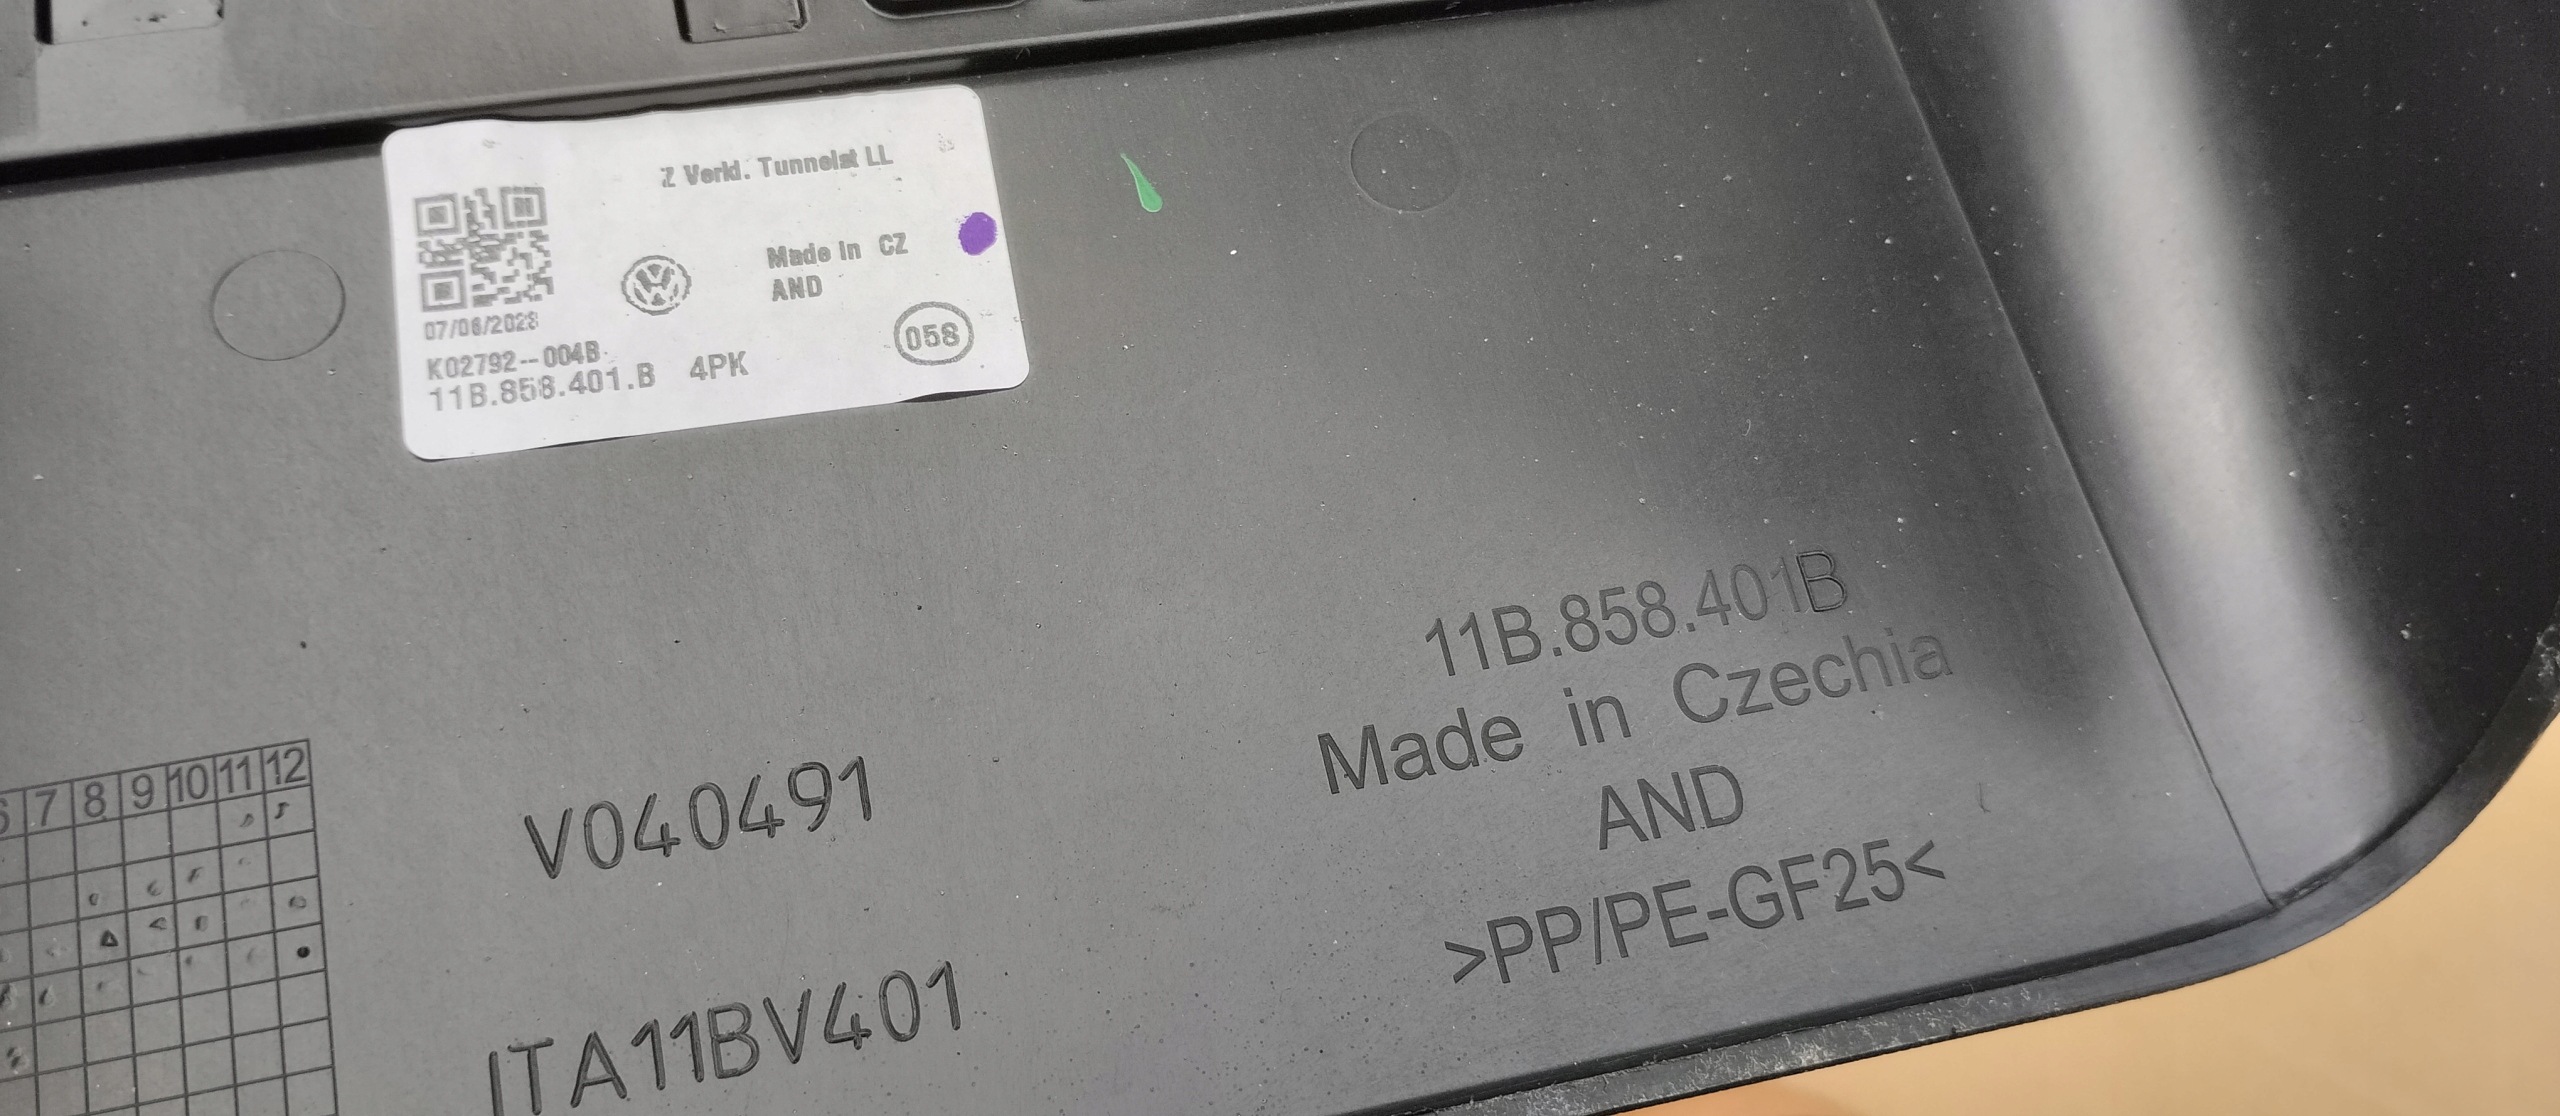 Z Verkl. Tunnelst LL
Made in CZ
AND
07/06/2023
058
K02792--004B
11B.858.401.B 4PK
11B.858.401B
Made in Czechia
AND
>PP/PE-GF25<
7 8 9 10 11 12
V040491
ITA11BV401